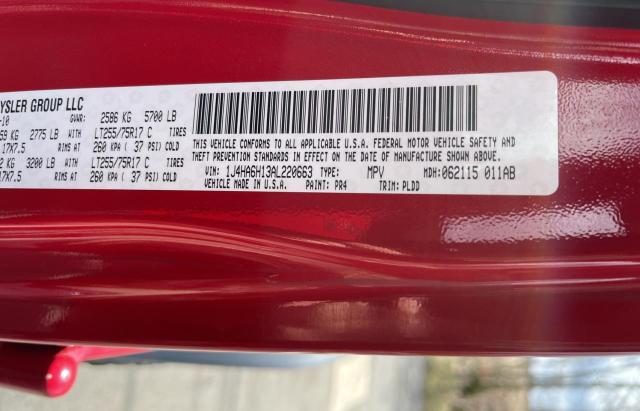 YSLER GROUP LLC
-10 GVWR: 2586 KG 5700 LB
59 KG 2775 LB WITH LT255/75R17 C TIRES
17X7.5 RIMS AT 260 KPA ( 37 PSI) COLD
2 KG 3200 LB WITH LT255/75R17 C TIRES
17X7.5 RIMS AT 260 KPA ( 37 PSI) COLD
THIS VEHICLE CONFORMS TO ALL APPLICABLE U.S.A. FEDERAL MOTOR VEHICLE SAFETY AND
THEFT PREVENTION STANDARDS IN EFFECT ON THE DATE OF MANUFACTURE SHOWN ABOVE.
VIN: 1J4HA6H13AL220663 TYPE: MPV MDH: 062115 011AB
VEHICLE MADE IN U.S.A. PAINT: PR4 TRIM: PLDD